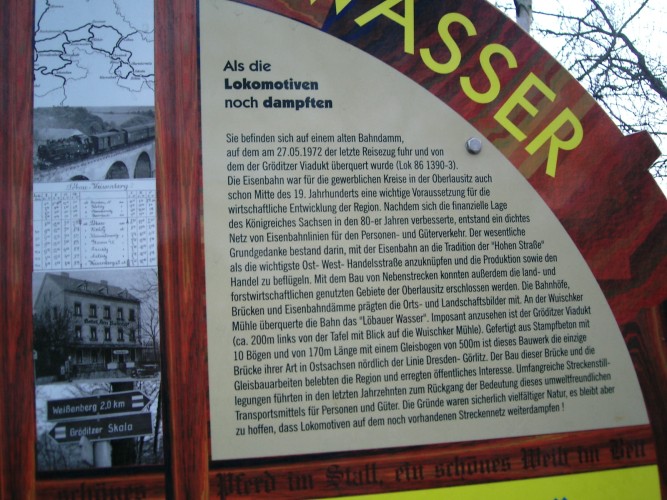 WASSER
Als die
Lokomotiven
noch dampften
Sie befinden sich auf einem alten Bahndamm,
auf dem am 27.05.1972 der letzte Reisezug fuhr und von
dem der Gröditzer Viadukt überquert wurde (Lok 86 1390-3).
Die Eisenbahn war für die gewerblichen Kreise in der Oberlausitz auch
schon Mitte des 19. Jahrhunderts eine wichtige Voraussetzung für die
wirtschaftliche Entwicklung der Region. Nachdem sich die finanzielle Lage
des Königreiches Sachsen in den 80-er Jahren verbesserte, entstand ein dichtes
Netz von Eisenbahnlinien für den Personen- und Güterverkehr. Der wesentliche
Grundgedanke bestand darin, mit der Eisenbahn an die Tradition der "Hohen Straße"
als die wichtigste Ost- West- Handelsstraße anzuknüpfen und die Produktion sowie den
Handel zu beflügeln. Mit dem Bau von Nebenstrecken konnten außerdem die land- und
forstwirtschaftlichen genutzten Gebiete der Oberlausitz erschlossen werden. Die Bahnhöfe,
Brücken und Eisenbahndämme prägten die Orts- und Landschaftsbilder mit. An der Wuischker
Mühle überquerte die Bahn das "Löbauer Wasser". Imposant anzusehen ist der Gröditzer Viadukt
(ca. 200m links von der Tafel mit Blick auf die Wuischker Mühle). Gefertigt aus Stampfbeton mit
10 Bögen und von 170m Länge mit einem Gleisbogen von 500m ist dieses Bauwerk die einzige
Brücke ihrer Art in Ostsachsen nördlich der Linie Dresden- Görlitz. Der Bau dieser Brücke und die
Gleisbauarbeiten belebten die Region und erregten öffentliches Interesse. Umfangreiche Streckenstill-
legungen führten in den letzten Jahrzehnten zum Rückgang der Bedeutung dieses umweltfreundlichen
Transportsmittels für Personen und Güter. Die Gründe waren sicherlich vielfältiger Natur, es bleibt aber
zu hoffen, dass Lokomotiven auf dem noch vorhandenen Streckennetz weiterdampfen !
Weißenberg 2,0 km
Gröditzer Skala
schönes Pferd im Stall, ein schönes Weib im Bett